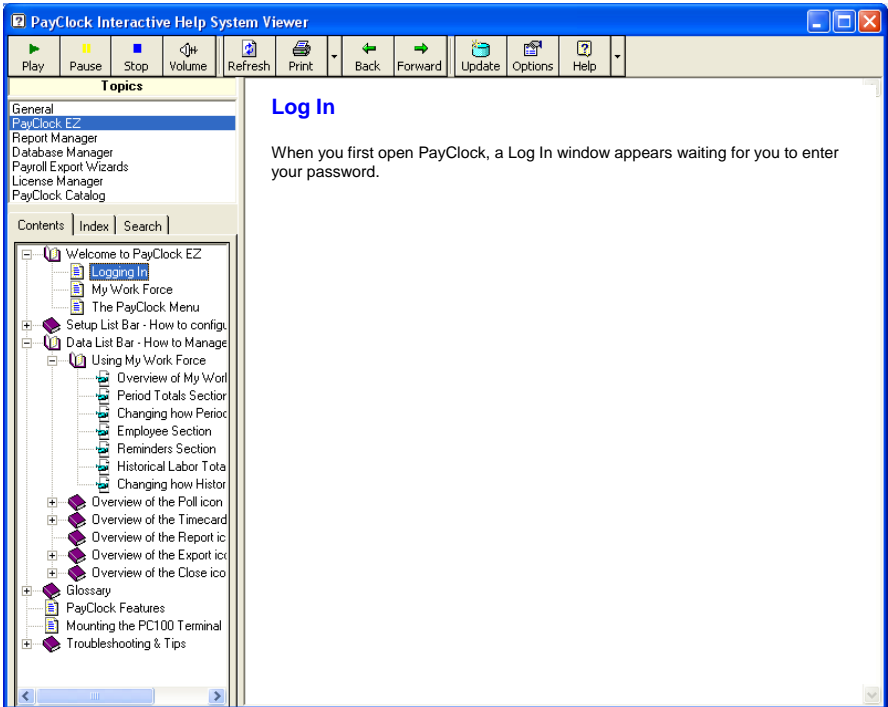 PayClock Interactive Help System Viewer
Play Pause Stop Volume Refresh Print Back Forward Update Options Help
Topics
General
PayClock EZ
Report Manager
Database Manager
Payroll Export Wizards
License Manager
PayClock Catalog
Contents Index Search
Welcome to PayClock EZ
Logging In
My Work Force
The PayClock Menu
Setup List Bar - How to configu
Data List Bar - How to Manage
Using My Work Force
Overview of My Worl
Period Totals Section
Changing how Perioc
Employee Section
Reminders Section
Historical Labor Tota
Changing how Histor
Overview of the Poll icon
Overview of the Timecard
Overview of the Report ic
Overview of the Export ico
Overview of the Close ico
Glossary
PayClock Features
Mounting the PC100 Terminal
Troubleshooting & Tips
Log In
When you first open PayClock, a Log In window appears waiting for you to enter
your password.